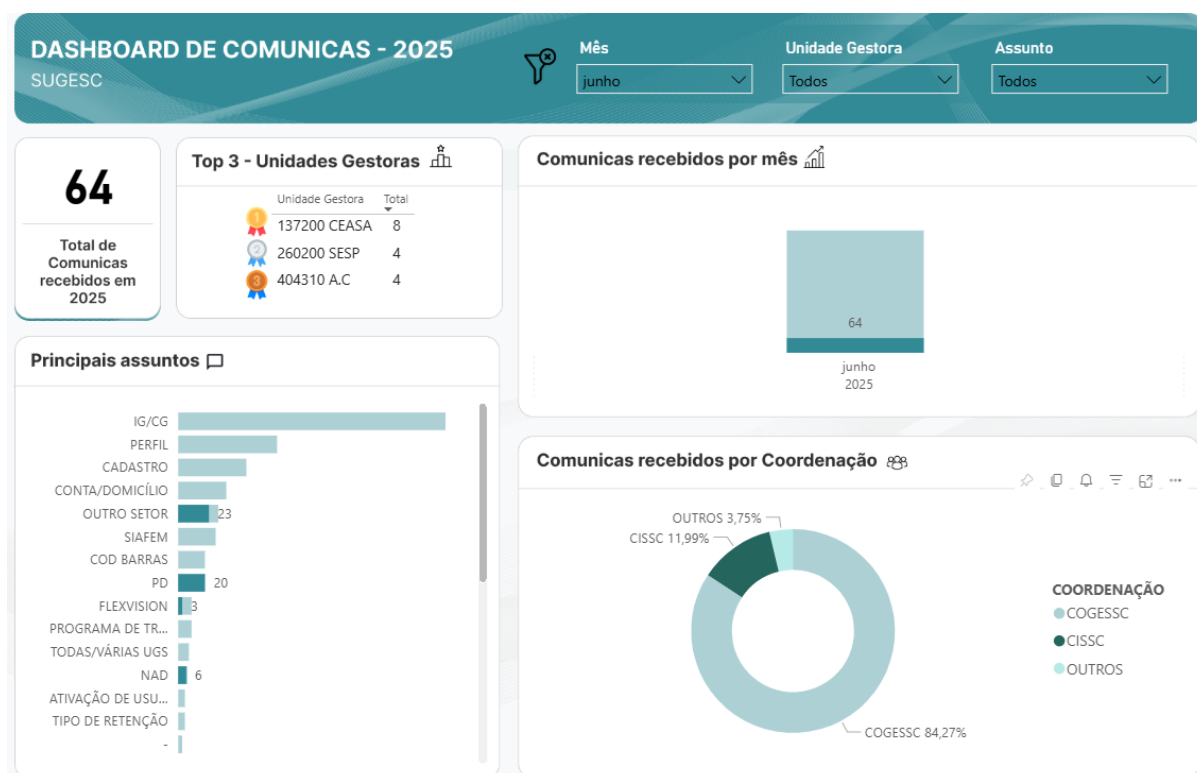 DASHBOARD DE COMUNICAS - 2025
SUGESC
Mês
junho
Unidade Gestora
Todos
Assunto
Todos
64
Total de
Comunicas
recebidos em
2025
Top 3 - Unidades Gestoras
Unidade Gestora Total
1 137200 CEASA 8
2 260200 SESP 4
3 404310 A.C 4
Comunicas recebidos por mês
64
junho
2025
Principais assuntos
IG/CG
PERFIL
CADASTRO
CONTA/DOMICÍLIO
OUTRO SETOR 23
SIAFEM
COD BARRAS
PD 20
FLEXVISION 3
PROGRAMA DE TR...
TODAS/VÁRIAS UGS
NAD 6
ATIVAÇÃO DE USU...
TIPO DE RETENÇÃO
-
Comunicas recebidos por Coordenação
OUTROS 3,75%
CISSC 11,99%
COGESSC 84,27%
COORDENAÇÃO
COGESSC
CISSC
OUTROS